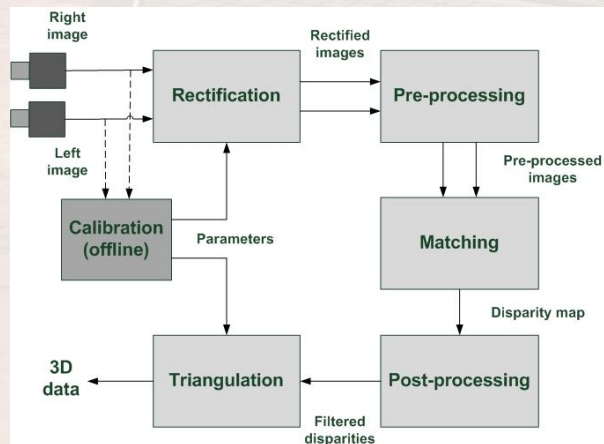 Right
image
Rectified
images
Rectification
Pre-processing
Left
image
Pre-processed
images
Calibration
(offline)
Parameters
Matching
Disparity map
3D
data
Triangulation
Post-processing
Filtered
disparities